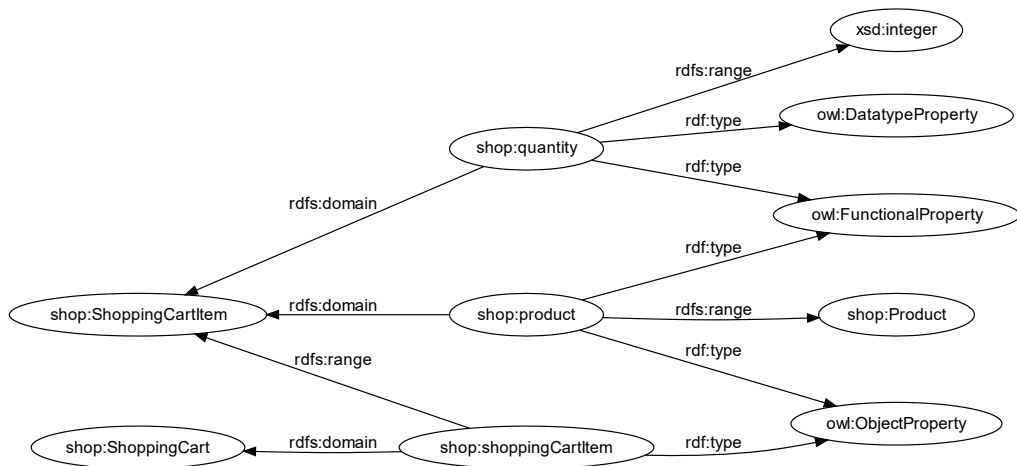 xsd:integer
rdfs:range
owl:DatatypeProperty
rdf:type
shop:quantity
rdf:type
rdfs:domain
owl:FunctionalProperty
rdf:type
shop:ShoppingCartItem
rdfs:domain
shop:product
rdfs:range
shop:Product
rdf:type
rdfs:range
owl:ObjectProperty
shop:ShoppingCart
rdfs:domain
shop:shoppingCartItem
rdf:type